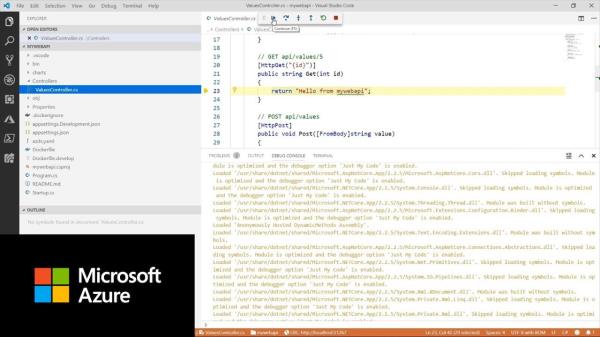 File Edit Selection View Go Debug Terminal Help
ValuesController.cs - mywebapi - Visual Studio Code
EXPLORER
OPEN EDITORS
ValuesController.cs Controllers
MYWEBAPI
.vscode
bin
charts
Controllers
ValuesController.cs
obj
Properties
.dockerignore
appsettings.Development.json
appsettings.json
azds.yaml
Dockerfile
Dockerfile.develop
mywebapi.csproj
Program.cs
README.md
Startup.cs
OUTLINE
No symbols found in document 'ValuesController.cs'
Microsoft
Azure
ValuesController.cs
Continue (F5)
Controllers
17 }
18
19 // GET api/values/5
20 [HttpGet("{id}")]
21 public string Get(int id)
22 {
23 return "Hello from mywebapi";
24 }
25
26 // POST api/values
27 [HttpPost]
28 public void Post([FromBody]string value)
29 {
PROBLEMS 2 OUTPUT DEBUG CONSOLE TERMINAL
dule is optimized and the debugger option 'Just My Code' is enabled.
Loaded '/usr/share/dotnet/shared/Microsoft.AspNetCore.App/2.2.5/Microsoft.AspNetCore.Cors.dll'. Skipped loading symbols. Module
is optimized and the debugger option 'Just My Code' is enabled.
Loaded '/usr/share/dotnet/shared/Microsoft.NETCore.App/2.2.5/System.Console.dll'. Skipped loading symbols. Module is optimized
and the debugger option 'Just My Code' is enabled.
Loaded '/usr/share/dotnet/shared/Microsoft.NETCore.App/2.2.5/System.Threading.Thread.dll'. Module was built without symbols.
Loaded '/usr/share/dotnet/shared/Microsoft.AspNetCore.App/2.2.5/Microsoft.Extensions.Configuration.Binder.dll'. Skipped loading
symbols. Module is optimized and the debugger option 'Just My Code' is enabled.
Loaded 'Anonymously Hosted DynamicMethods Assembly'.
Loaded '/usr/share/dotnet/shared/Microsoft.NETCore.App/2.2.5/System.Text.Encoding.Extensions.dll'. Module was built without sym
bols.
Loaded '/usr/share/dotnet/shared/Microsoft.AspNetCore.App/2.2.5/Microsoft.AspNetCore.Connections.Abstractions.dll'. Skipped loa
ding symbols. Module is optimized and the debugger option 'Just My Code' is enabled.
Loaded '/usr/share/dotnet/shared/Microsoft.NETCore.App/2.2.5/System.Net.Primitives.dll'. Skipped loading symbols. Module is opt
imized and the debugger option 'Just My Code' is enabled.
Loaded '/usr/share/dotnet/shared/Microsoft.AspNetCore.App/2.2.5/System.IO.Pipelines.dll'. Skipped loading symbols. Module is op
timized and the debugger option 'Just My Code' is enabled.
Loaded '/usr/share/dotnet/shared/Microsoft.NETCore.App/2.2.5/System.Xml.XDocument.dll'. Module was built without symbols.
Loaded '/usr/share/dotnet/shared/Microsoft.NETCore.App/2.2.5/System.Private.Xml.Linq.dll'. Skipped loading symbols. Module is o
ptimized and the debugger option 'Just My Code' is enabled.
Loaded '/usr/share/dotnet/shared/Microsoft.NETCore.App/2.2.5/System.Private.Xml.dll'. Skipped loading symbols. Module is optimi
Ln 23, Col 42 (29 selected) Spaces: 4 UTF-8 with BOM LF C#